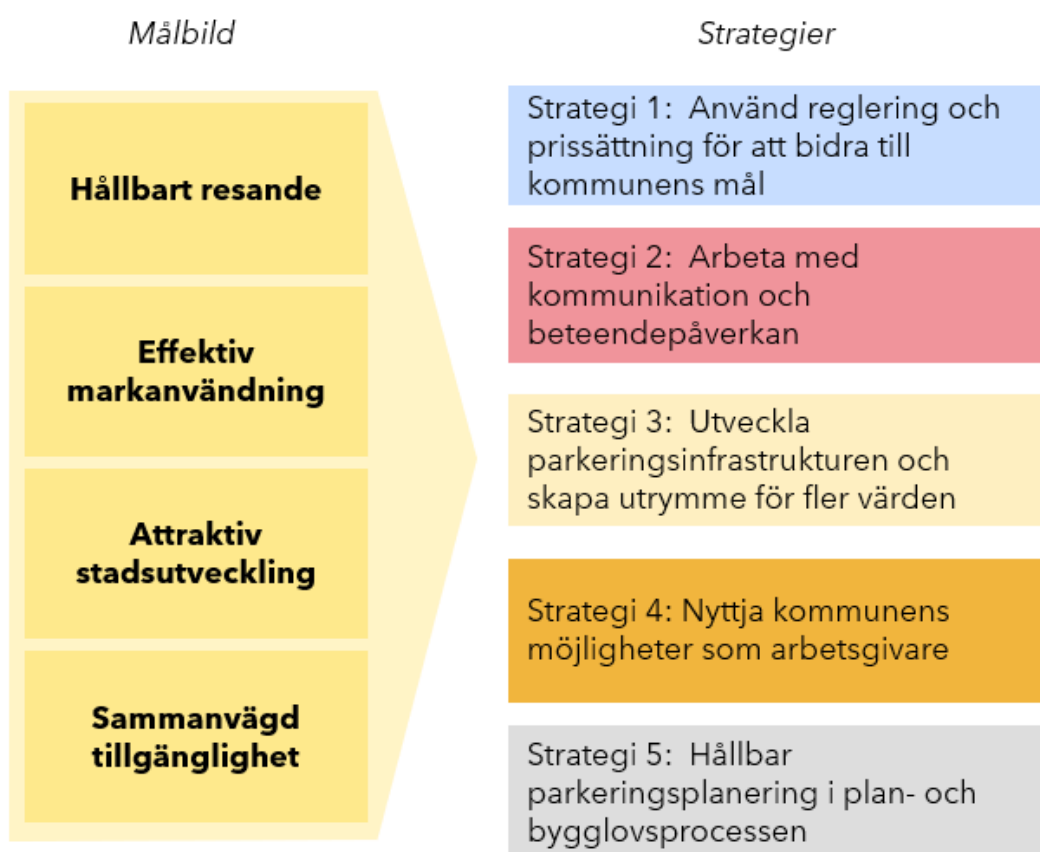 Målbild
Hållbart resande
Effektiv
markanvändning
Attraktiv
stadsutveckling
Sammanvägd
tillgänglighet
Strategier
Strategi 1:  Använd reglering och
prissättning för att bidra till
kommunens mål
Strategi 2:  Arbeta med
kommunikation och
beteendepåverkan
Strategi 3:  Utveckla
parkeringsinfrastrukturen och
skapa utrymme för fler värden
Strategi 4: Nyttja kommunens
möjligheter som arbetsgivare
Strategi 5:  Hållbar
parkeringsplanering i plan- och
bygglovsprocessen